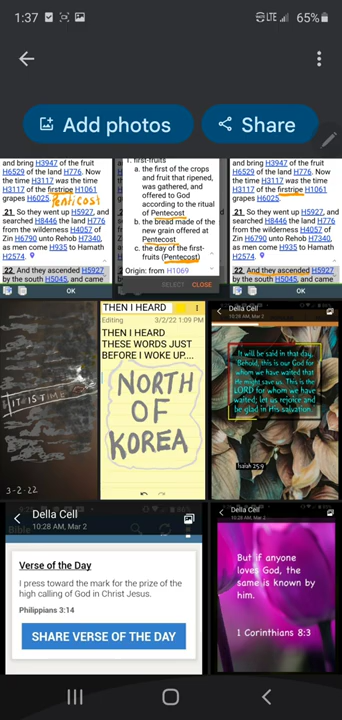 1:37
LTE
65%
Add photos
Share
and bring H3947 of the fruit
H6529 of the land H776. Now
the time H3117 was the time
H3117 of the firstripe H1061
grapes H6025.
Penticost
21. So they went up H5927, and
searched H8446 the land H776
from the wilderness H4057 of
Zin H6790 unto Rehob H7340,
as men come H935 to Hamath
H2574.
22. And they ascended H5927
by the south H5045, and came
OK
1. first-fruits
a. the first of the crops
and fruit that ripened,
was gathered, and
offered to God
according to the ritual
of Pentecost
b. the bread made of the
new grain offered at
Pentecost
c. the day of the first-
fruits (Pentecost)
Origin: from H1069
SELECT
CLOSE
and bring H3947 of the fruit
H6529 of the land H776. Now
the time H3117 was the time
H3117 of the firstripe H1061
grapes H6025.
21. So they went up H5927, and
searched H8446 the land H776
from the wilderness H4057 of
Zin H6790 unto Rehob H7340,
as men come H935 to Hamath
H2574.
22. And they ascended H5927
by the south H5045, and came
OK
IT IS TIME
3-2-22
THEN I HEARD
Editing
3/2/22 1:09 PM
THEN I HEARD
THESE WORDS JUST
BEFORE I WOKE UP....
NORTH
OF
KOREA
Della Cell
10:28 AM, Mar 2
It will be said in that day,
Behold, this is our God for
whom we have waited that
He might save us. This is the
LORD for whom we have
waited; let us rejoice and
be glad in His salvation
Isaiah 25:9
Della Cell
10:28 AM, Mar 2
Bible
Verse of the Day
I press toward the mark for the prize of the
high calling of God in Christ Jesus.
Philippians 3:14
SHARE VERSE OF THE DAY
Della Cell
10:28 AM, Mar 2
But if anyone
loves God, the
same is known by
him.
1 Corinthians 8:3